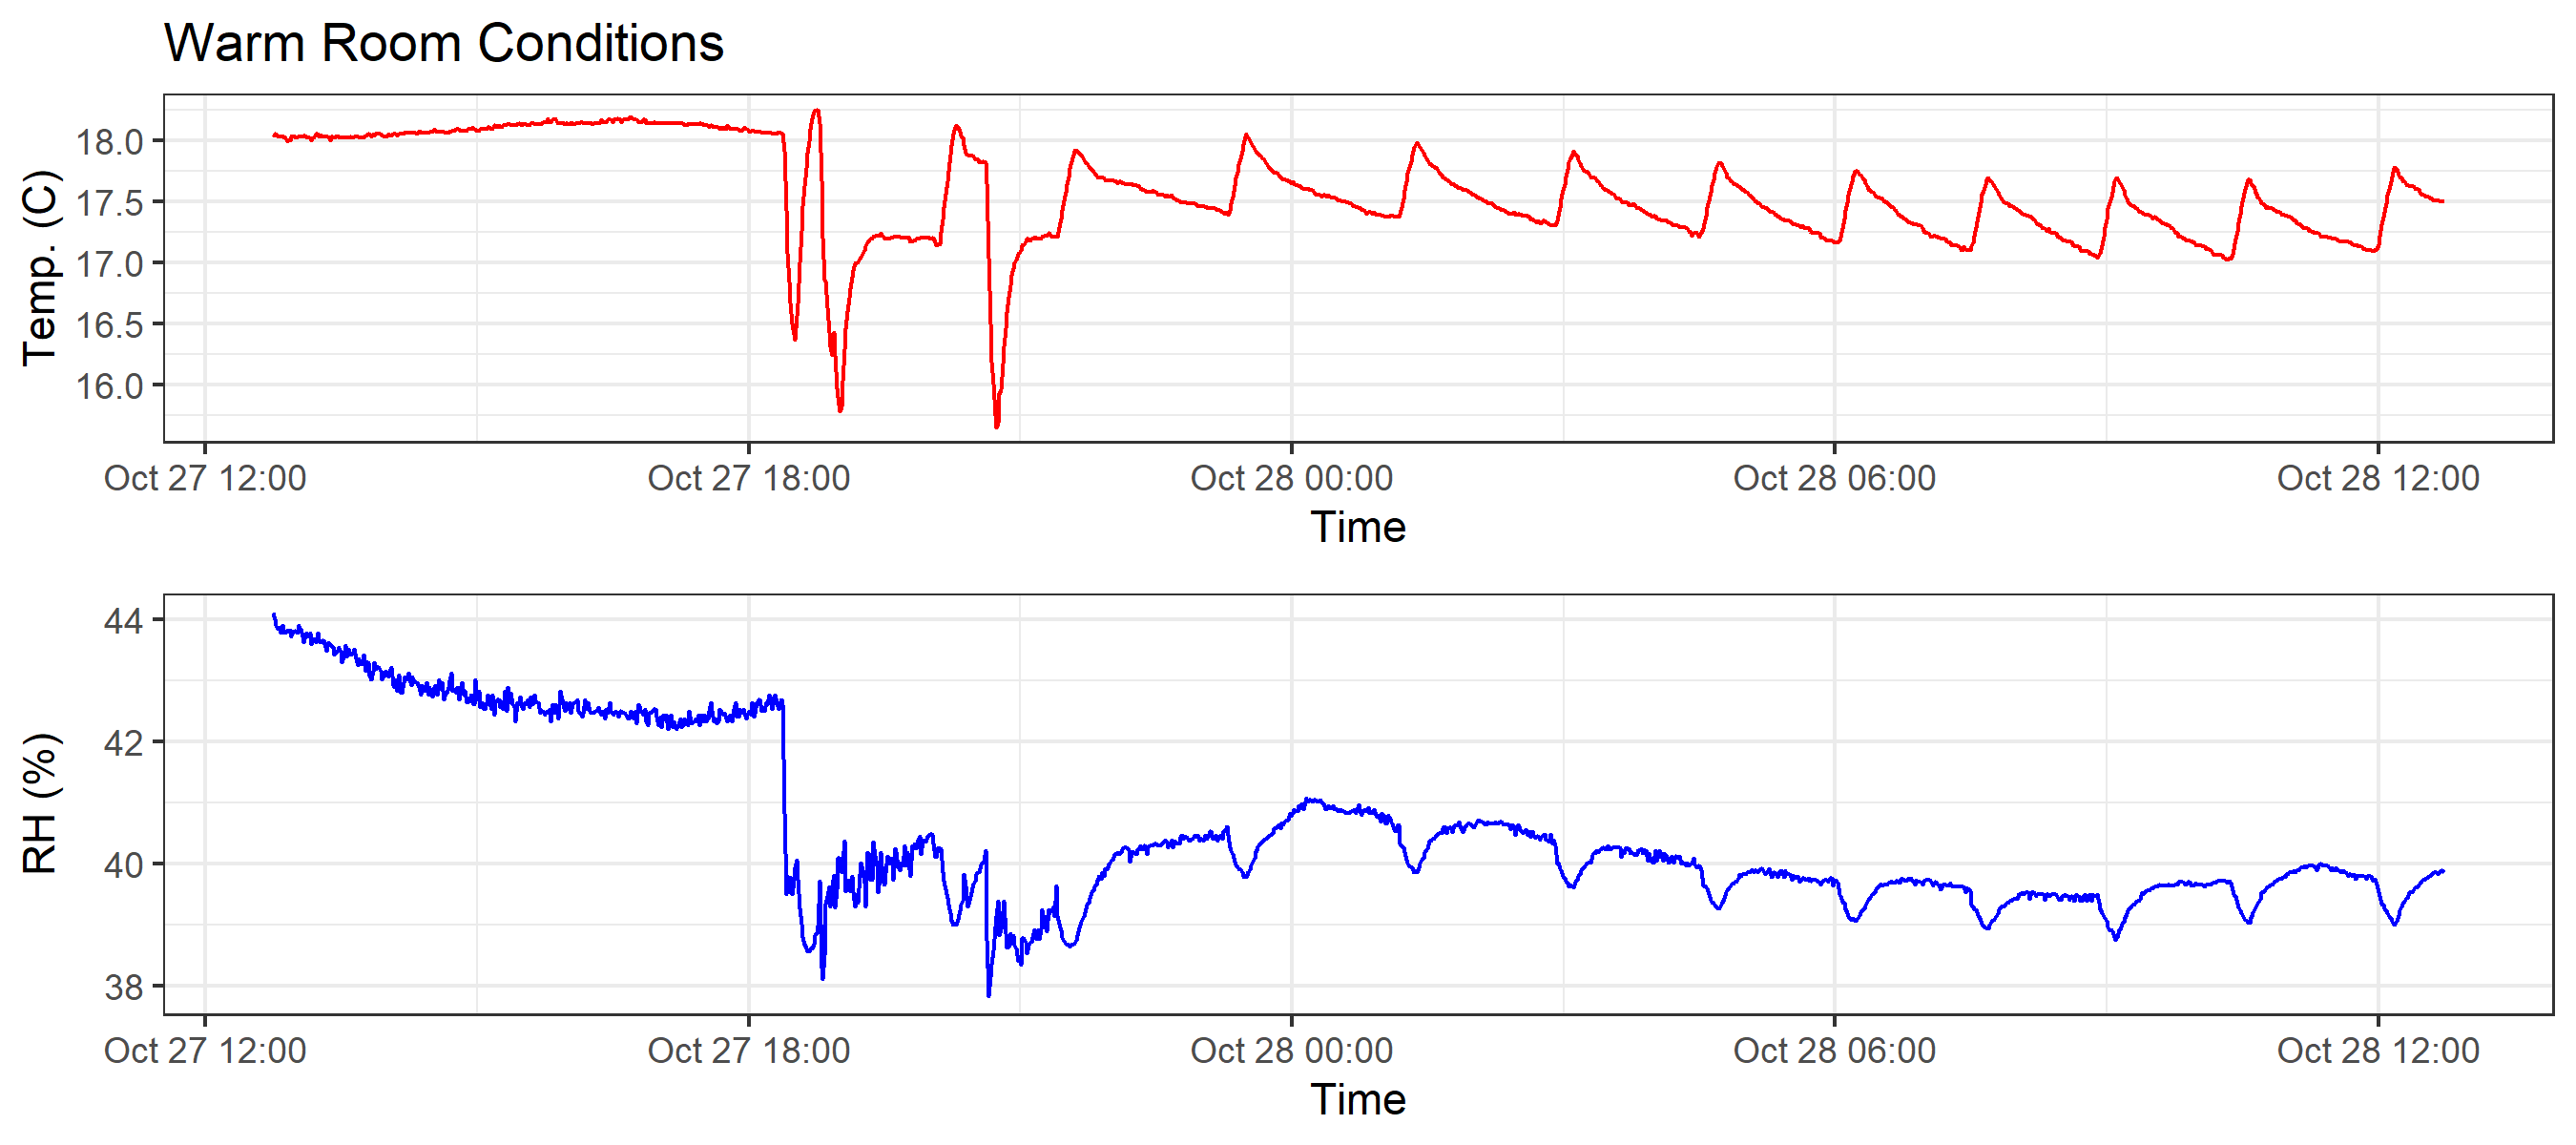 Warm Room Conditions
Temp. (C)
18.0
17.5
17.0
16.5
16.0
Oct 27 12:00 Oct 27 18:00 Oct 28 00:00 Oct 28 06:00 Oct 28 12:00
Time
RH (%)
44
42
40
38
Oct 27 12:00 Oct 27 18:00 Oct 28 00:00 Oct 28 06:00 Oct 28 12:00
Time